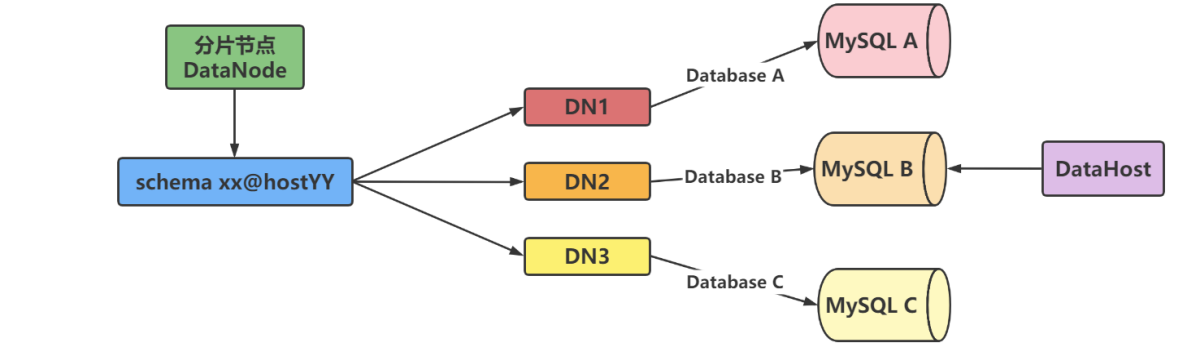 分片节点
DataNode
schema xx@hostYY
DN1
DN2
DN3
Database A
Database B
Database C
MySQL A
MySQL B
MySQL C
DataHost